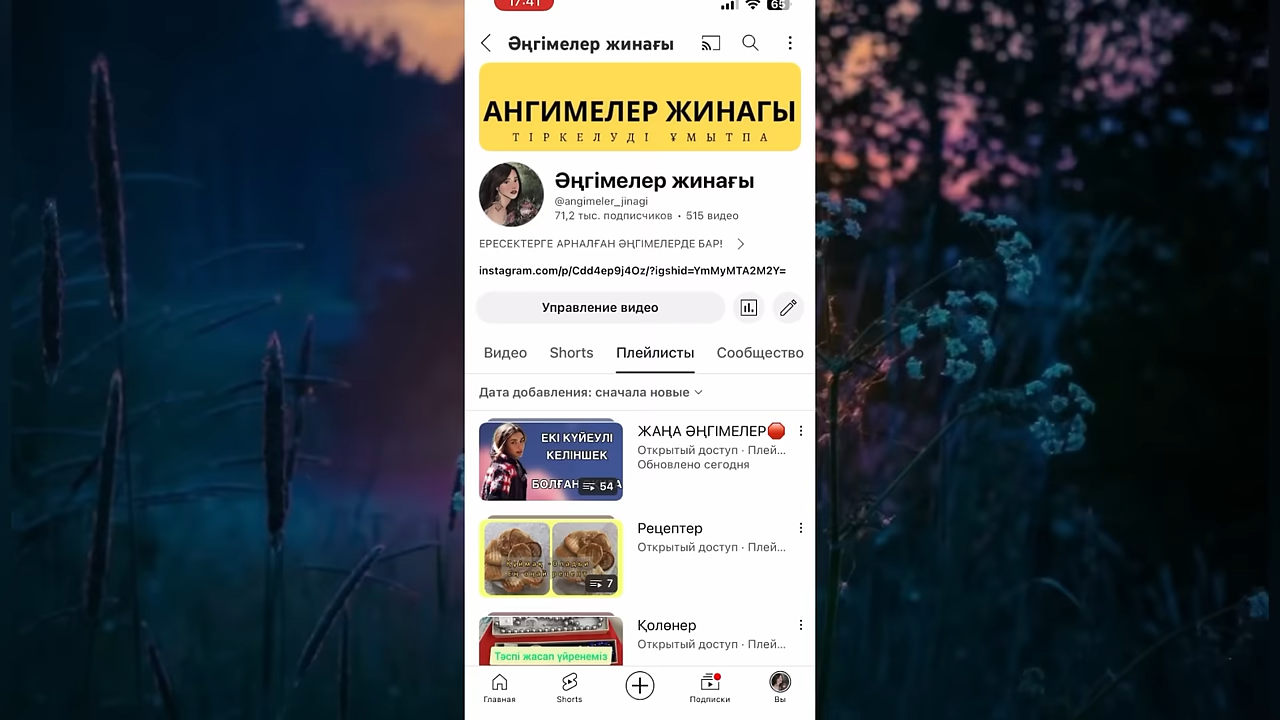 17:41
65
Әңгімелер жинағы
АНГИМЕЛЕР ЖИНАГЫ
ТІРКЕЛУДІ ҰМЫТПА
Әңгімелер жинағы
@angimeler_jinagi
71,2 тыс. подписчиков • 515 видео
ЕРЕСЕКТЕРГЕ АРНАЛҒАН ӘҢГІМЕЛЕРДЕ БАР!
instagram.com/p/Cdd4ep9j4Oz/?igshid=YmMyMTA2M2Y=
Управление видео
Видео Shorts Плейлисты Сообщество
Дата добавления: сначала новые
ЕКІ КҮЙЕУЛІ
КЕЛІНШЕК
54
ЖАҢА ӘҢГІМЕЛЕР
Открытый доступ · Плей...
Обновлено сегодня
7
Рецептер
Открытый доступ · Плей...
Тәспі жасап үйренеміз
Қолөнер
Открытый доступ · Плей...
Главная Shorts Подписки Вы